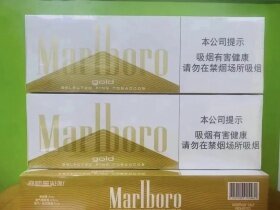 Marlboro
gold
SELECTED FINE TOBACCOS
本公司提示
吸烟有害健康
请勿在禁烟场所吸烟
Marlboro
gold
SELECTED FINE TOBACCOS
本公司提示
吸烟有害健康
请勿在禁烟场所吸烟
Marlboro